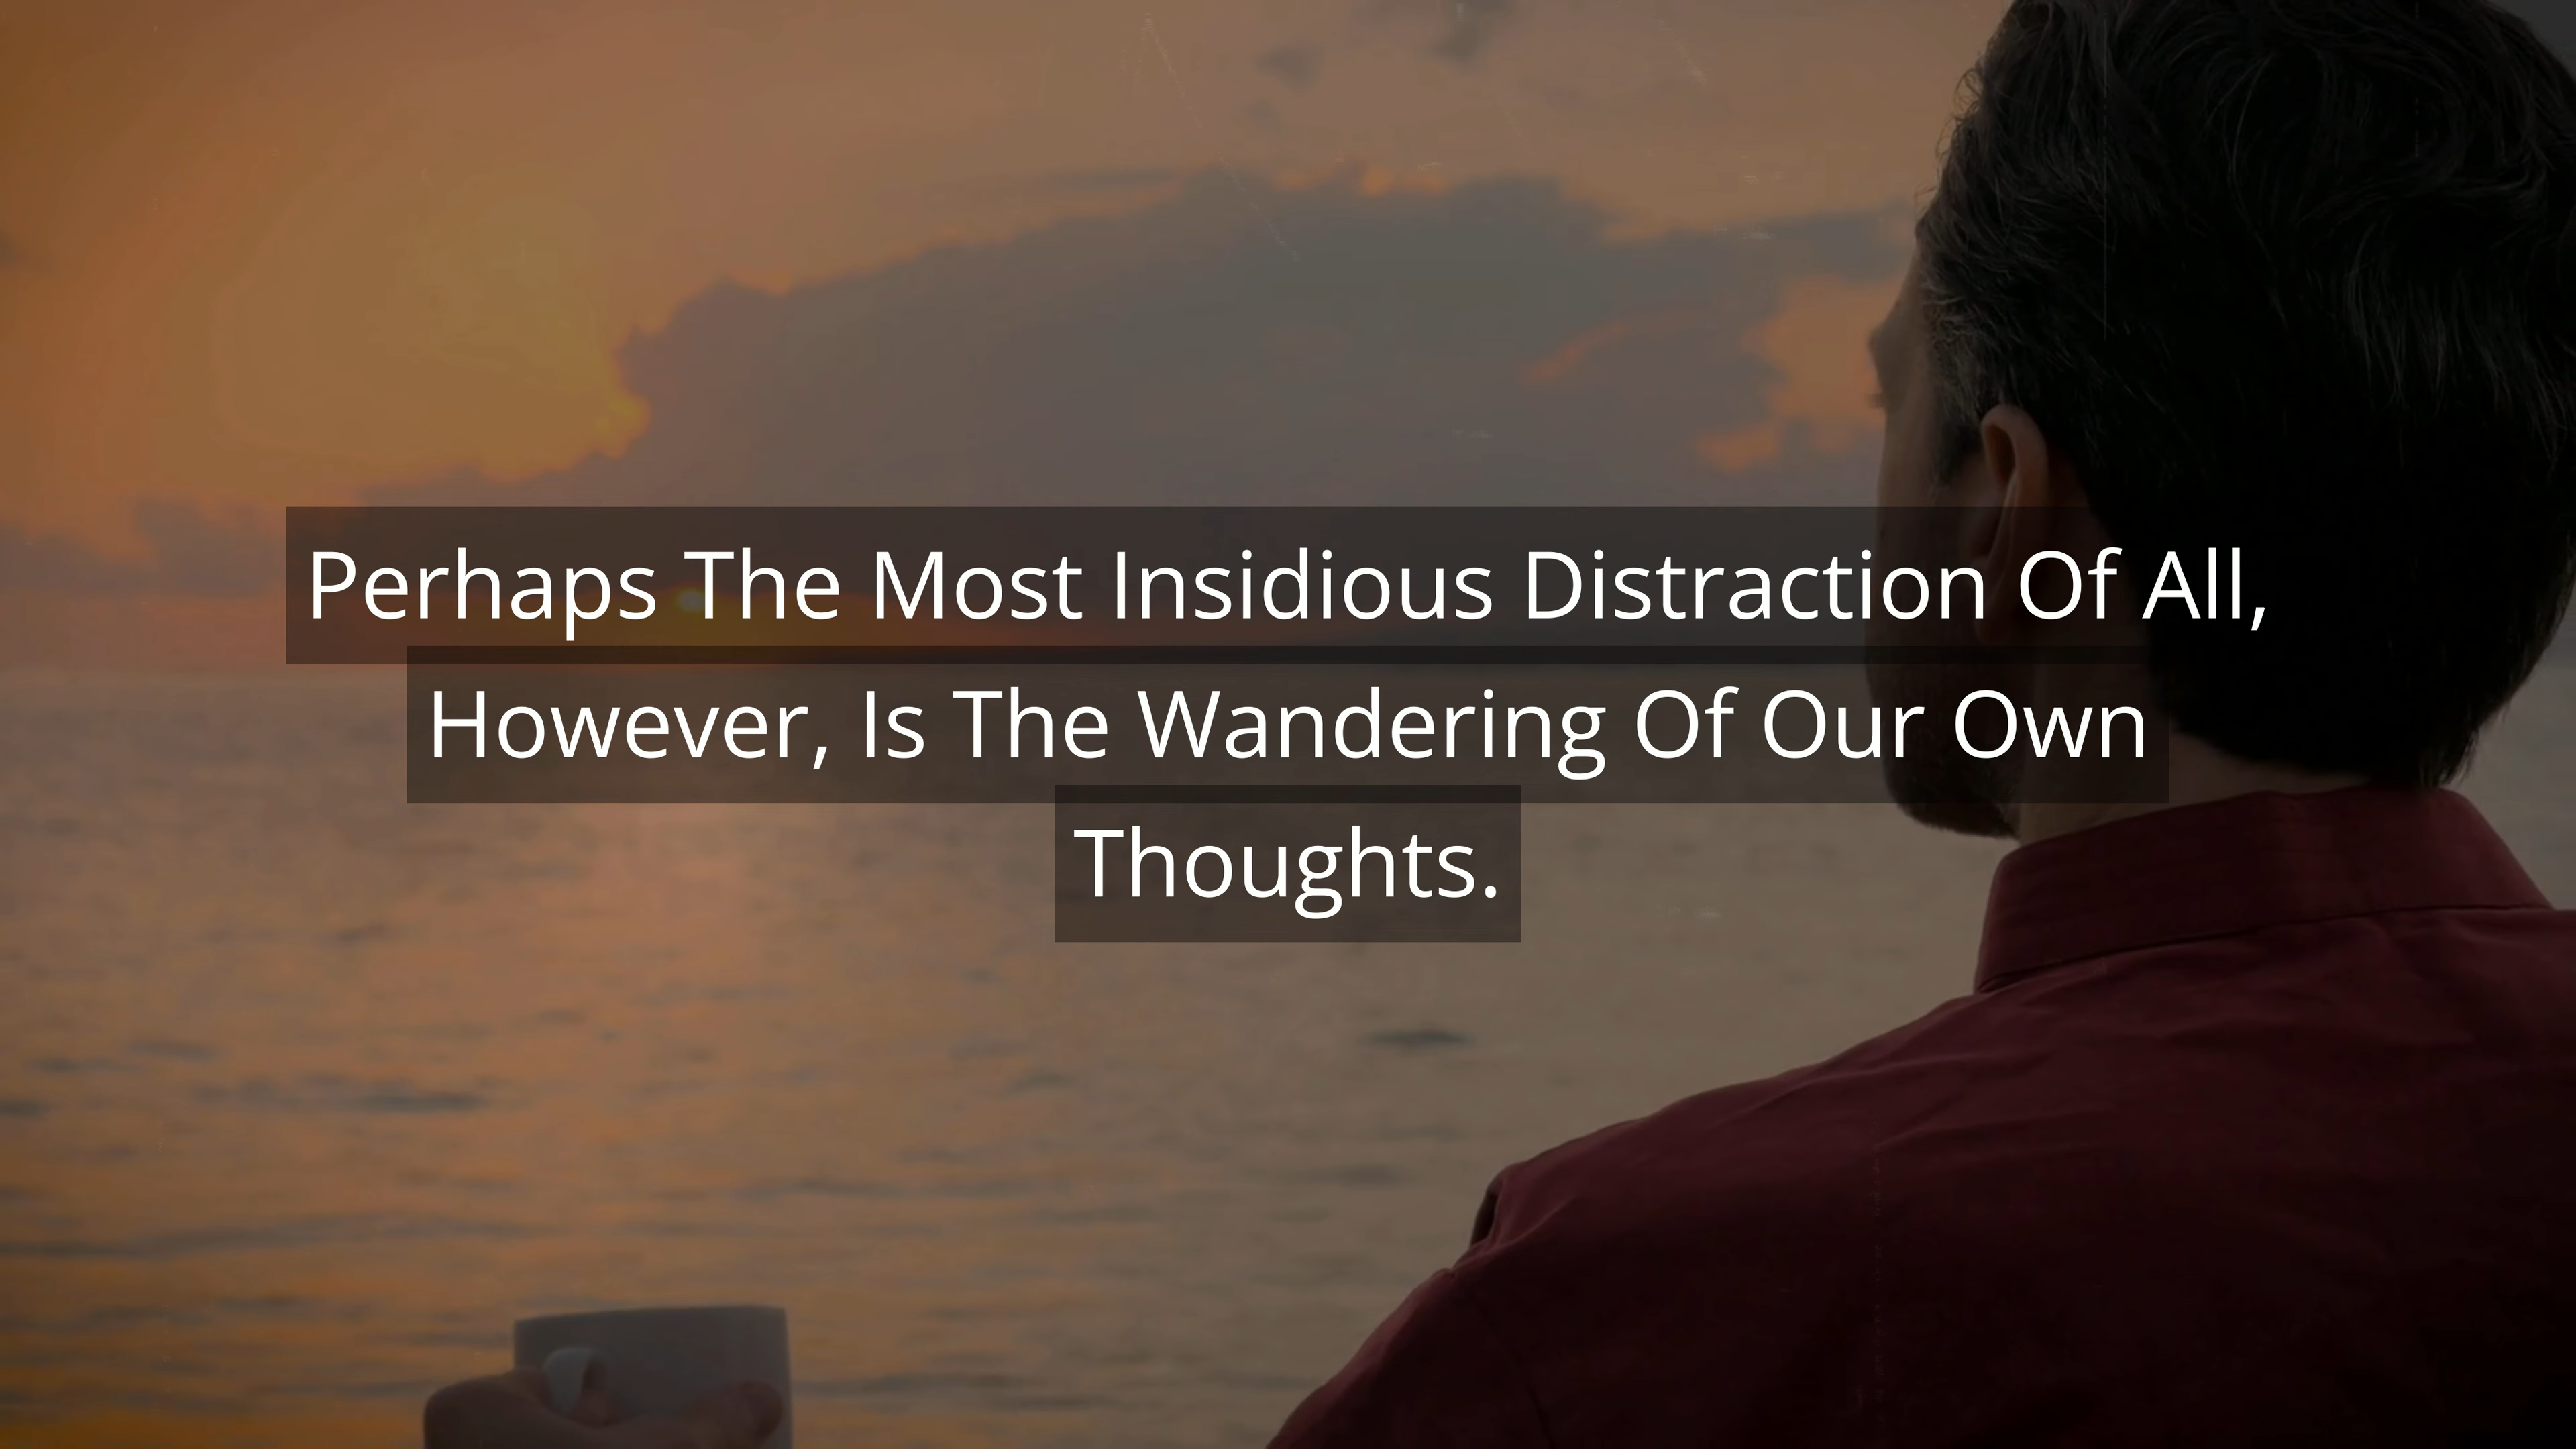 Perhaps The Most Insidious Distraction Of All,
However, Is The Wandering Of Our Own
Thoughts.